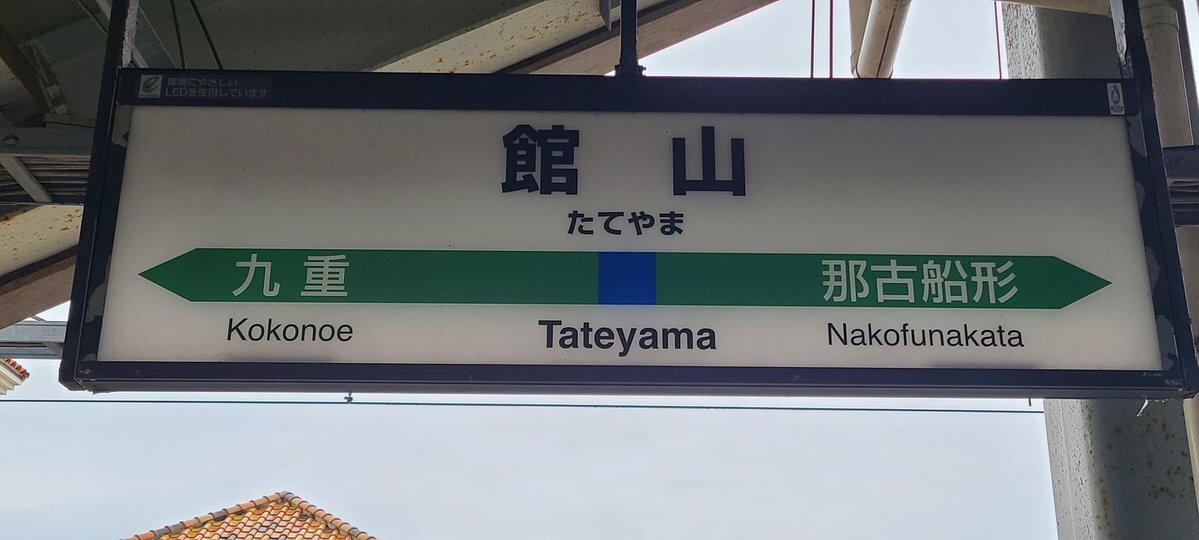 環境にやさしい
LEDを使用しています
館山
たてやま
九重 那古船形
Kokonoe Tateyama Nakofunakata